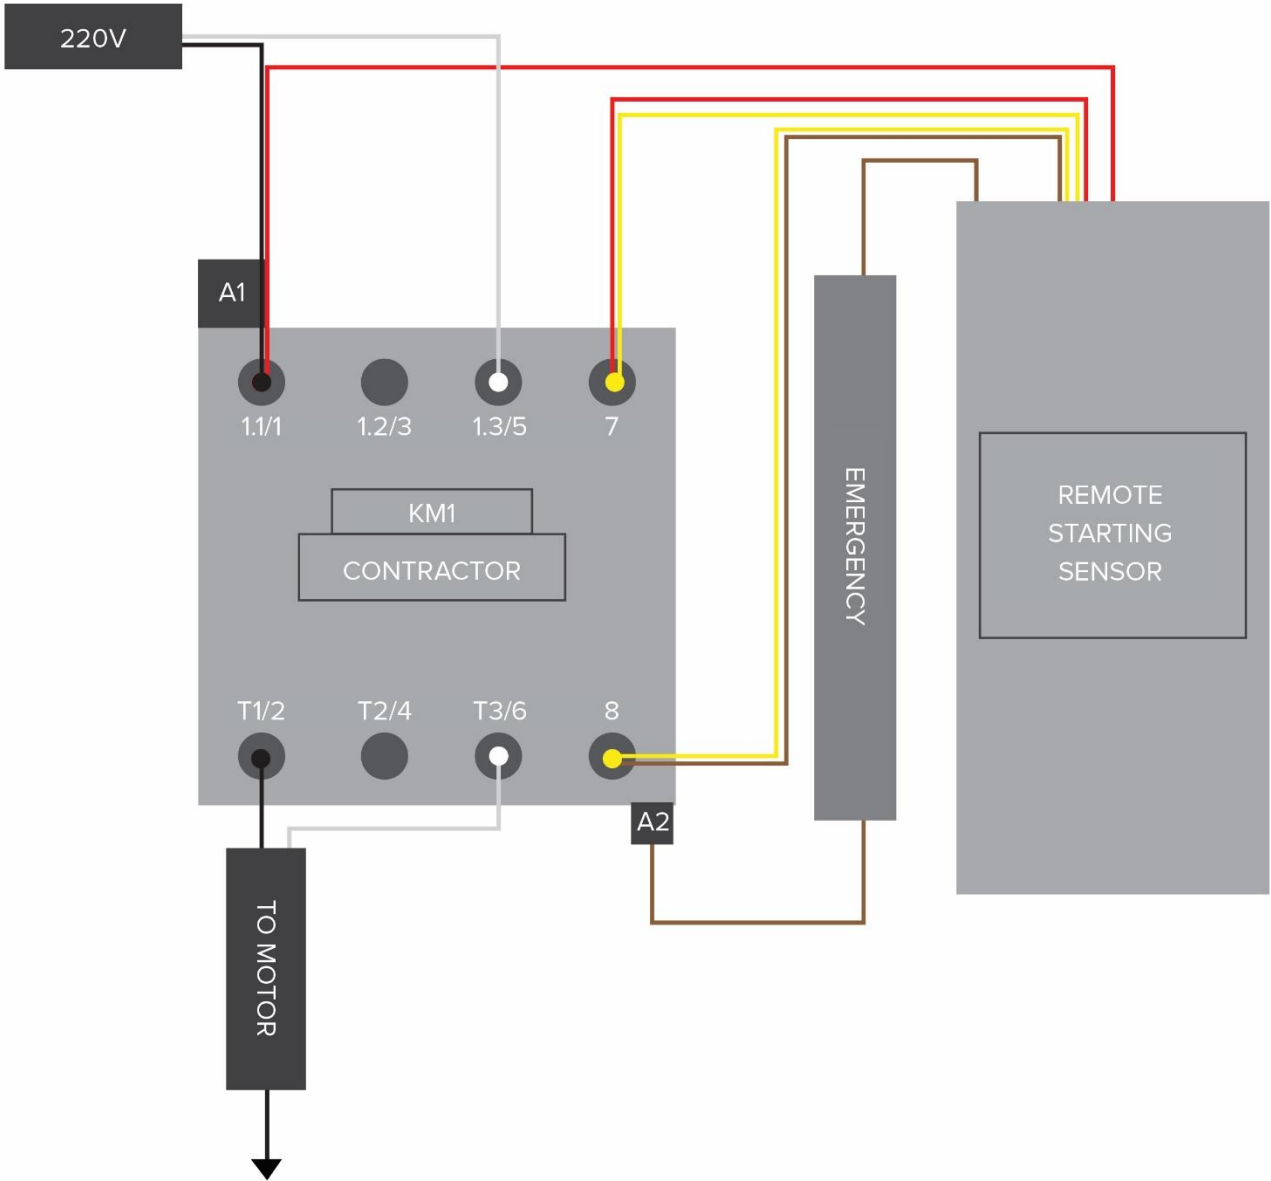 220V
A1
1.1/1
1.2/3
1.3/5
7
KM1
CONTRACTOR
T1/2
T2/4
T3/6
8
A2
TO MOTOR
EMERGENCY
REMOTE
STARTING
SENSOR